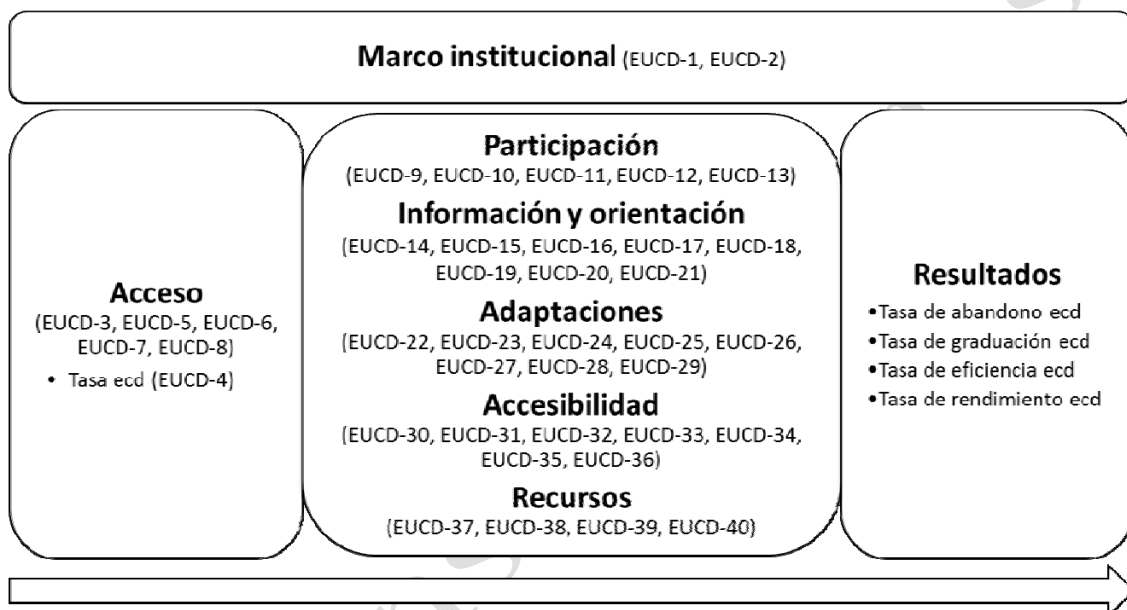 Marco institucional (EUCD-1, EUCD-2)
Acceso
(EUCD-3, EUCD-5, EUCD-6,
EUCD-7, EUCD-8)
• Tasa ecd (EUCD-4)
Participación
(EUCD-9, EUCD-10, EUCD-11, EUCD-12, EUCD-13)
Información y orientación
(EUCD-14, EUCD-15, EUCD-16, EUCD-17, EUCD-18,
EUCD-19, EUCD-20, EUCD-21)
Adaptaciones
(EUCD-22, EUCD-23, EUCD-24, EUCD-25, EUCD-26,
EUCD-27, EUCD-28, EUCD-29)
Accesibilidad
(EUCD-30, EUCD-31, EUCD-32, EUCD-33, EUCD-34,
EUCD-35, EUCD-36)
Recursos
(EUCD-37, EUCD-38, EUCD-39, EUCD-40)
Resultados
•Tasa de abandono ecd
•Tasa de graduación ecd
•Tasa de eficiencia ecd
•Tasa de rendimiento ecd